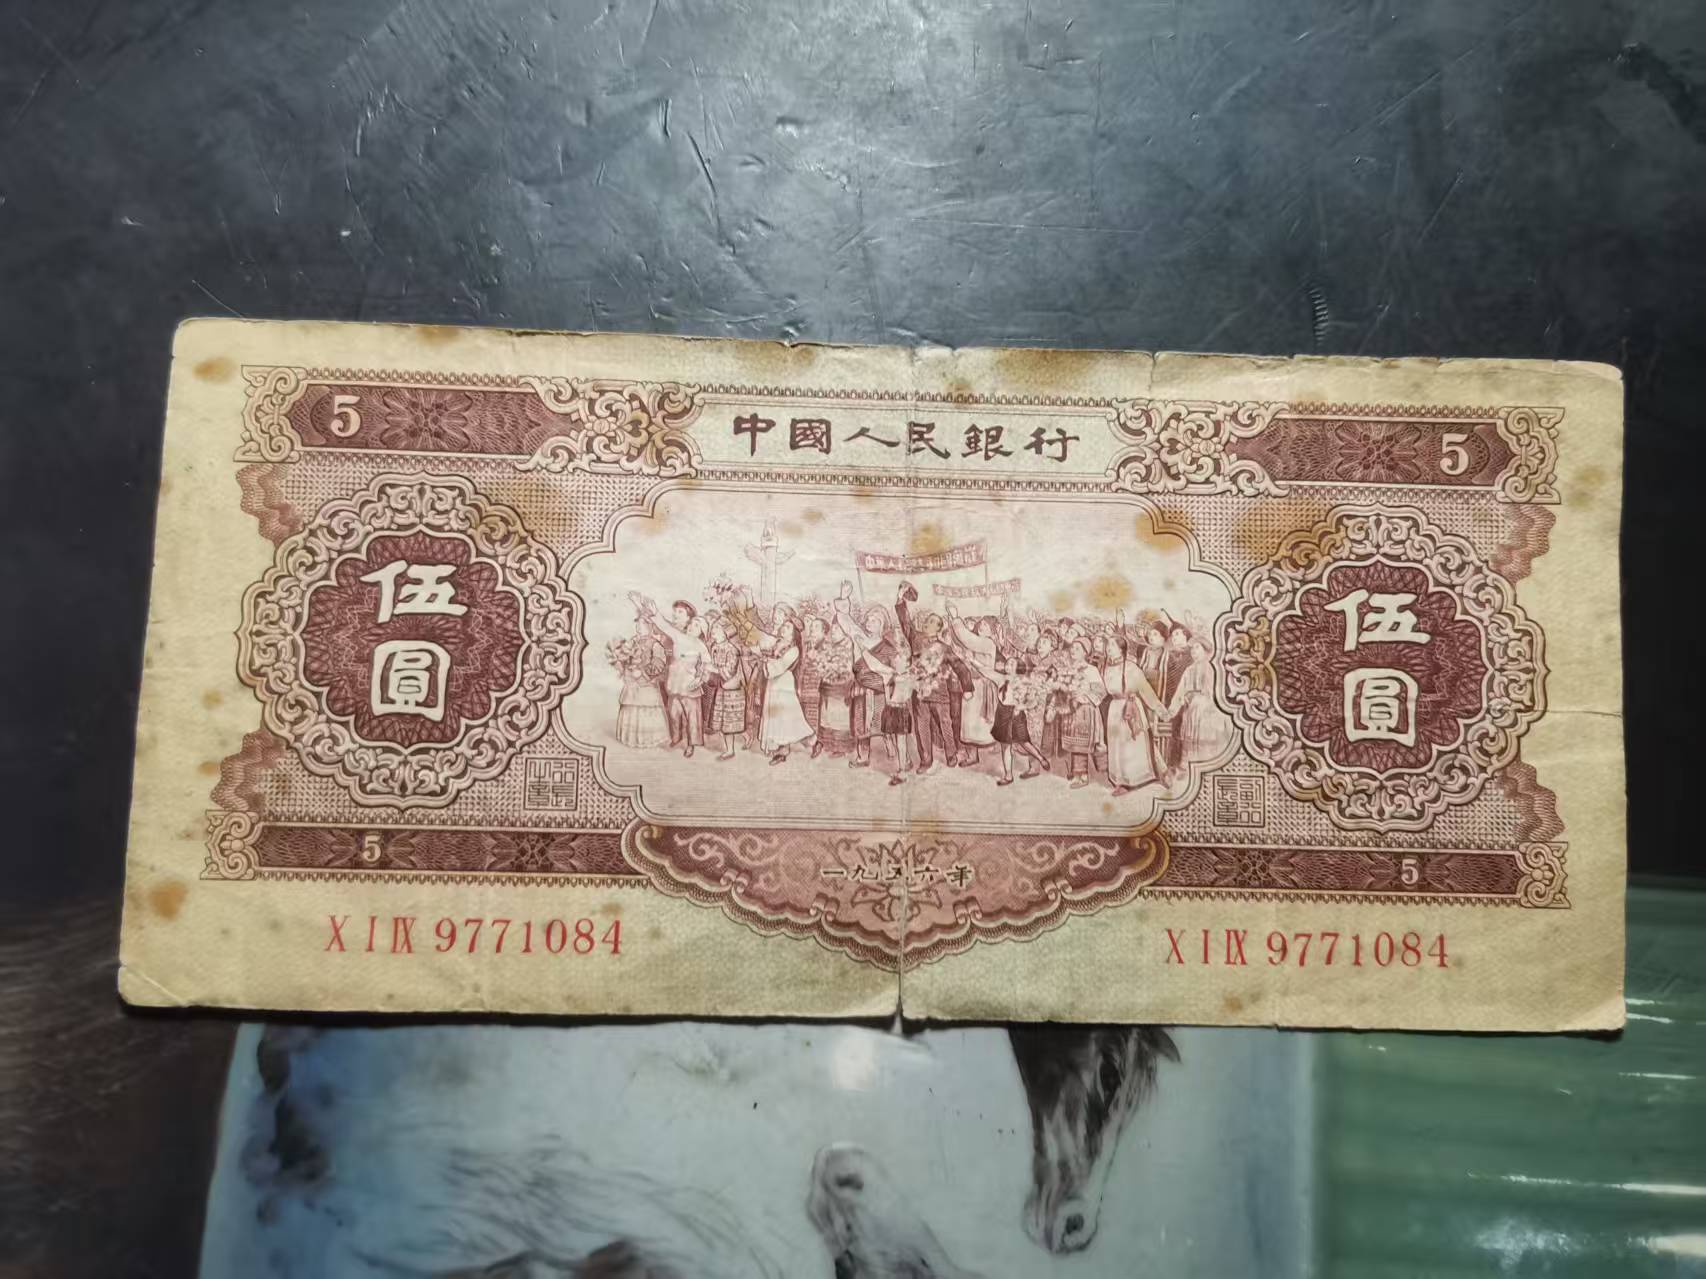 5 中國人民銀行 5
伍圓 伍圓
5 一九五六年 5
X I IX 9771084 X I IX 9771084